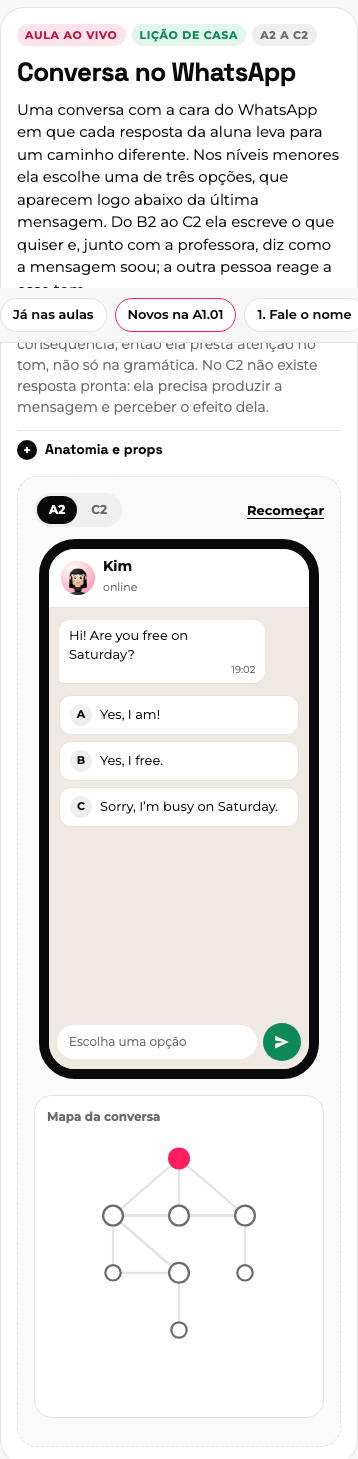 AULA AO VIVO
LIÇÃO DE CASA
A2 A C2
Conversa no WhatsApp
Uma conversa com a cara do WhatsApp
em que cada resposta da aluna leva para
um caminho diferente. Nos níveis menores
ela escolhe uma de três opções, que
aparecem logo abaixo da última
mensagem. Do B2 ao C2 ela escreve o que
quiser e, junto com a professora, diz como
a mensagem soou; a outra pessoa reage a
Já nas aulas
Novos na A1.01
1. Fale o nome
consequência, então ela presta atenção no
tom, não só na gramática. No C2 não existe
resposta pronta: ela precisa produzir a
mensagem e perceber o efeito dela.
+ Anatomia e props
A2
C2
Recomeçar
Kim
online
Hi! Are you free on
Saturday?
19:02
A Yes, I am!
B Yes, I free.
C Sorry, I'm busy on Saturday.
Escolha uma opção
Mapa da conversa